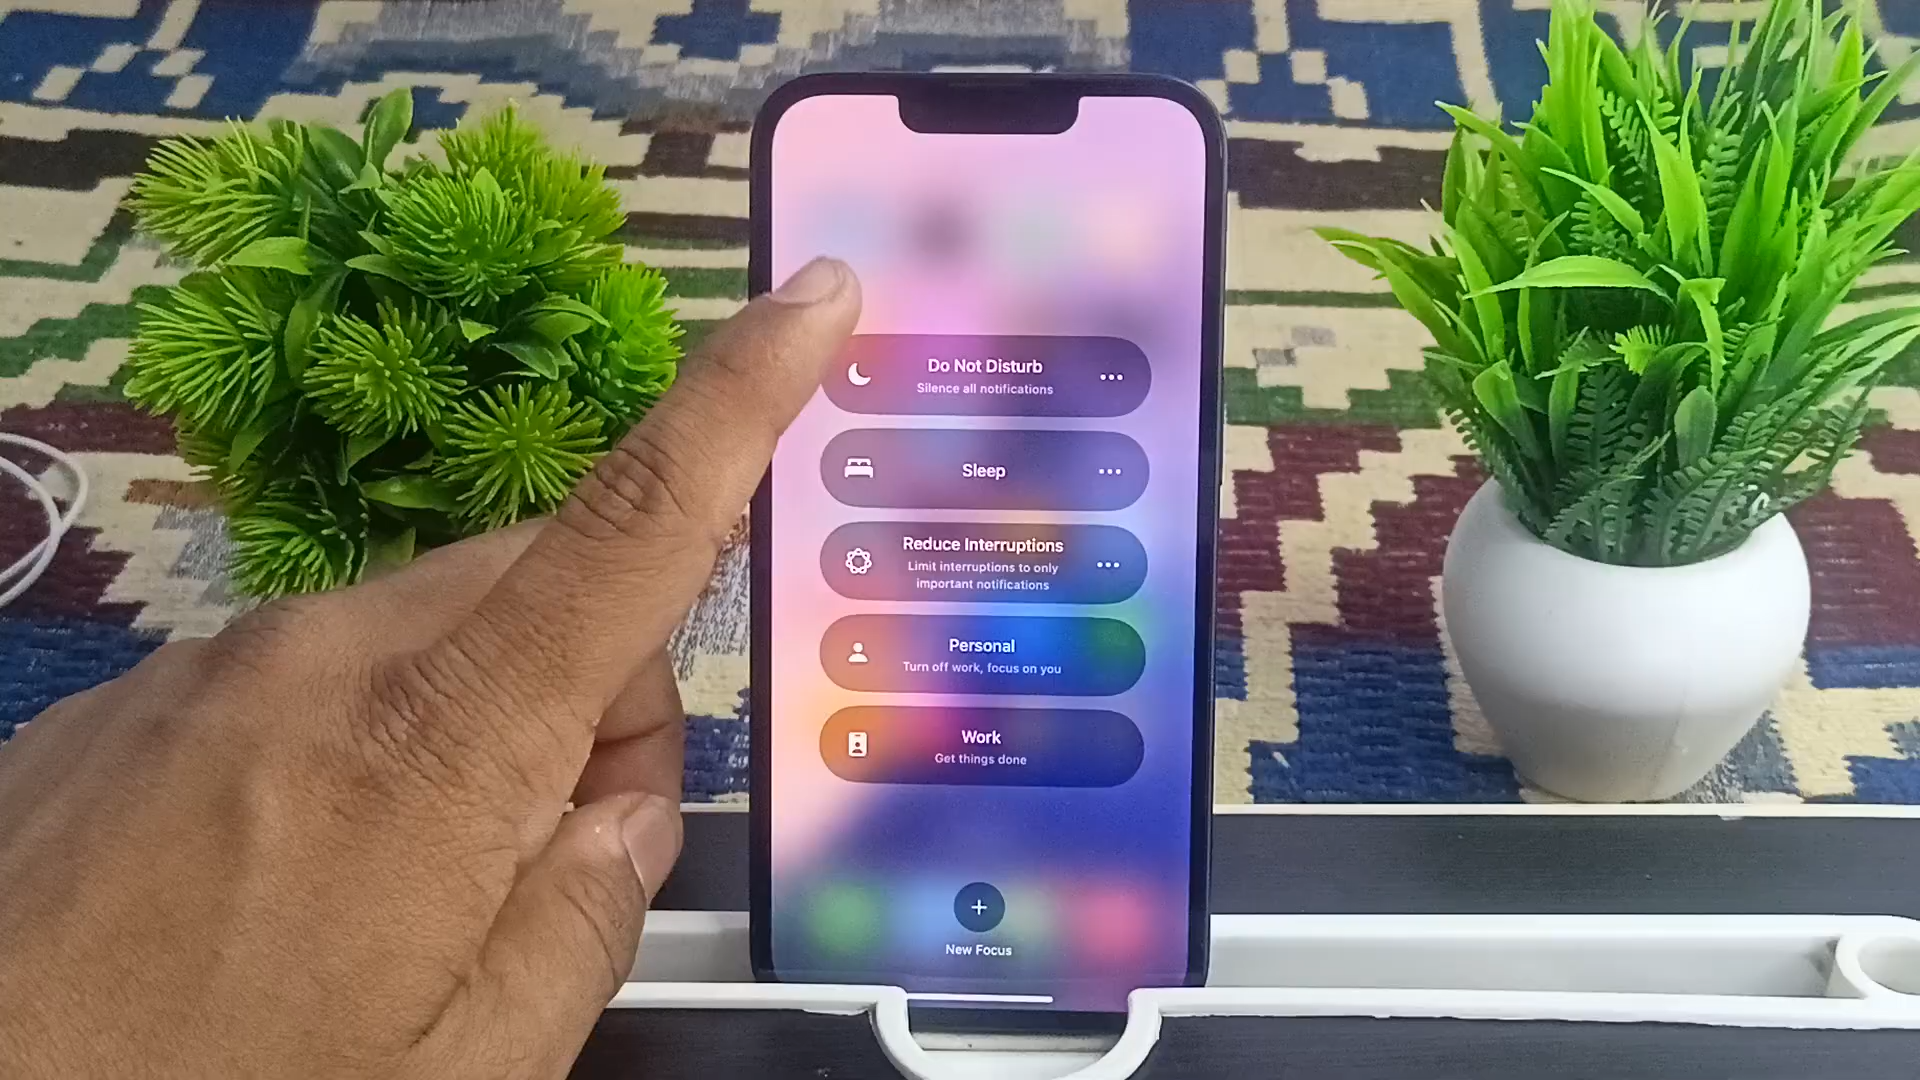 Do Not Disturb
Silence all notifications
Sleep
Reduce Interruptions
Limit interruptions to only
important notifications
Personal
Turn off work, focus on you
Work
Get things done
New Focus